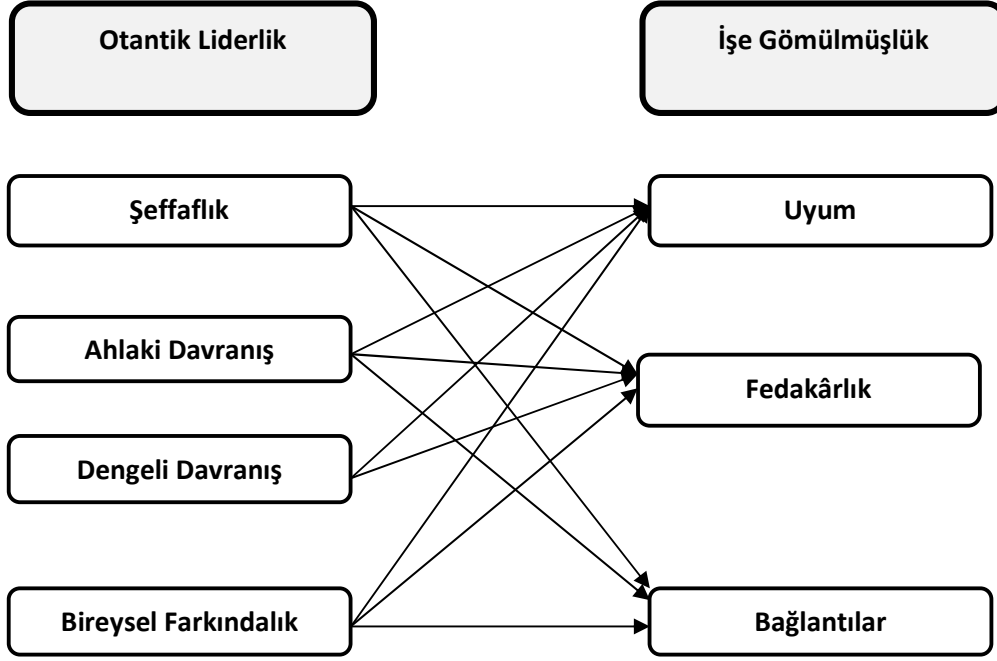 Otantik Liderlik
İşe Gömülmüşlük
Şeffaflık
Uyum
Ahlaki Davranış
Fedakârlık
Dengeli Davranış
Bireysel Farkındalık
Bağlantılar